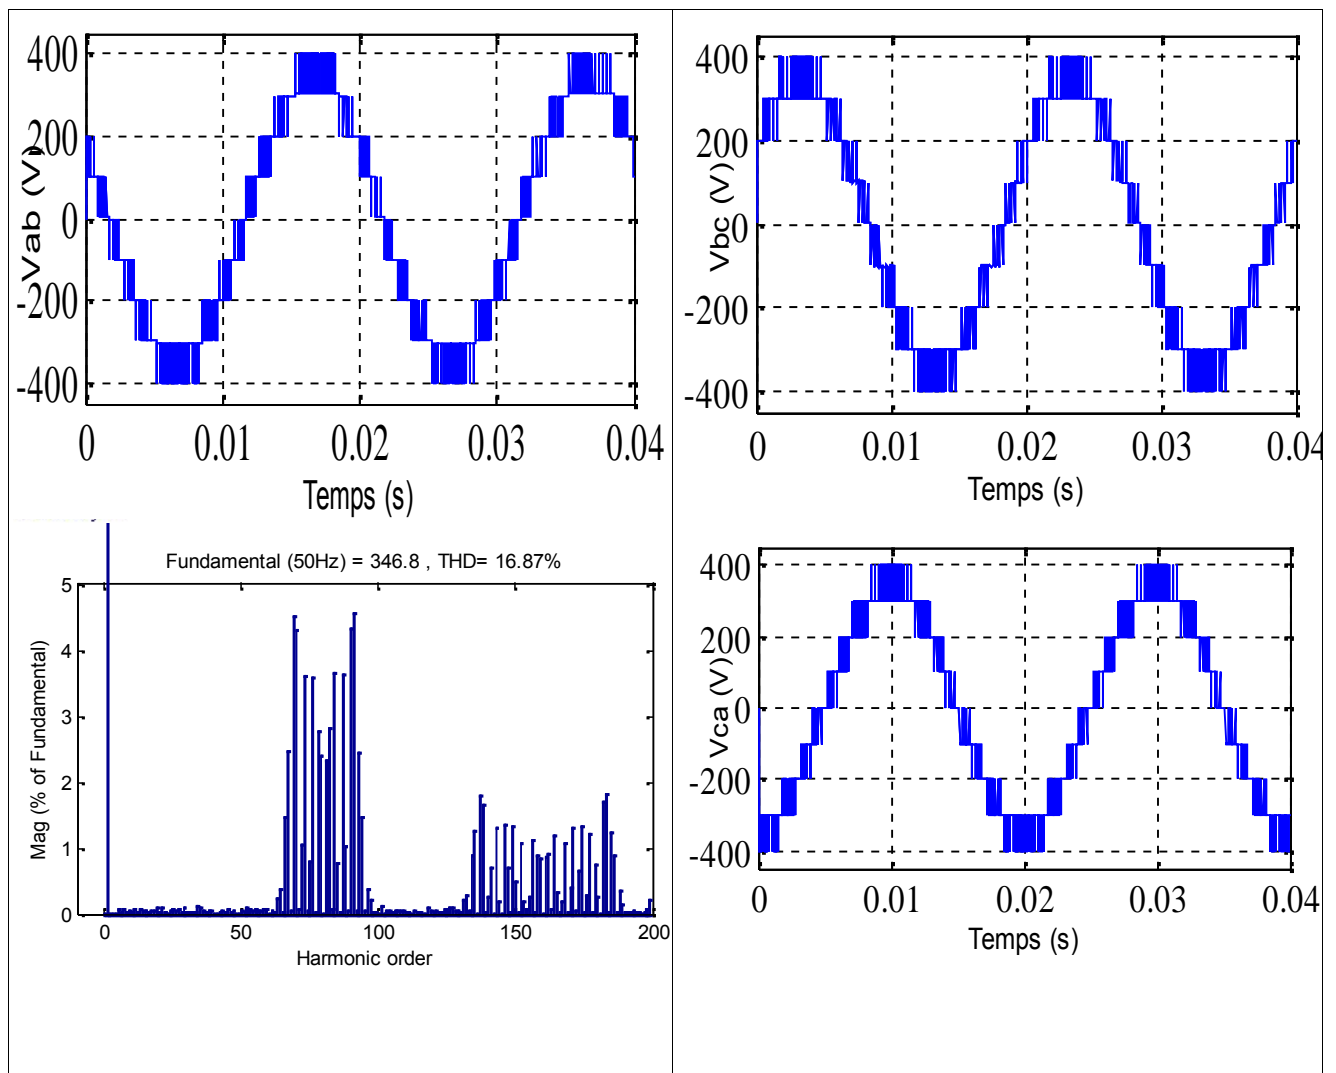 400
200
0
-200
-400
Vab (V)
0 0.01 0.02 0.03 0.04
Temps (s)
400
200
0
-200
-400
Vbc (V)
0 0.01 0.02 0.03 0.04
Temps (s)
Fundamental (50Hz) = 346.8 , THD= 16.87%
5
4
3
2
1
0
Mag (% of Fundamental)
0 50 100 150 200
Harmonic order
400
200
0
-200
-400
Vca (V)
0 0.01 0.02 0.03 0.04
Temps (s)